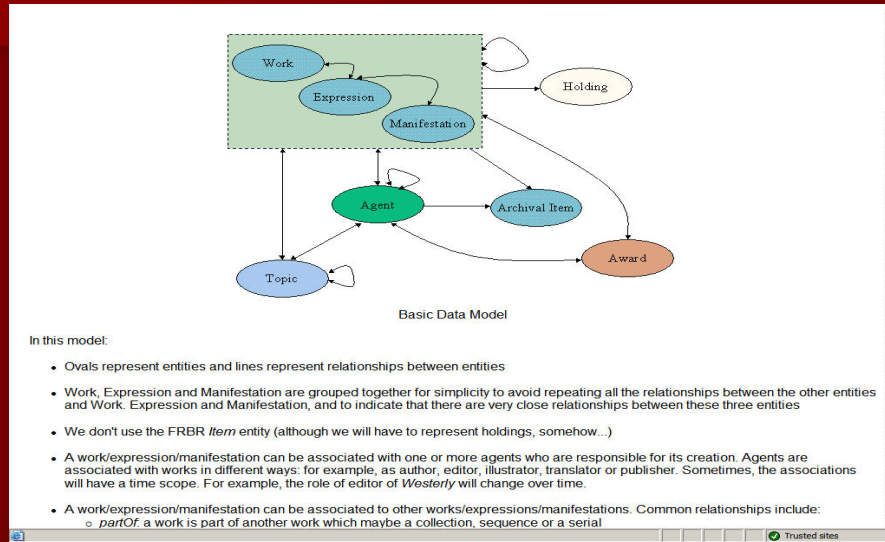 Work
Expression
Manifestation
Holding
Agent
Archival Item
Award
Topic
Basic Data Model
In this model:
• Ovals represent entities and lines represent relationships between entities
• Work, Expression and Manifestation are grouped together for simplicity to avoid repeating all the relationships between the other entities
and Work. Expression and Manifestation, and to indicate that there are very close relationships between these three entities
• We don't use the FRBR Item entity (although we will have to represent holdings, somehow...)
• A work/expression/manifestation can be associated with one or more agents who are responsible for its creation. Agents are
associated with works in different ways: for example, as author, editor, illustrator, translator or publisher. Sometimes, the associations
will have a time scope. For example, the role of editor of Westerly will change over time.
• A work/expression/manifestation can be associated to other works/expressions/manifestations. Common relationships include:
o partOf: a work is part of another work which maybe a collection, sequence or a serial
Trusted sites